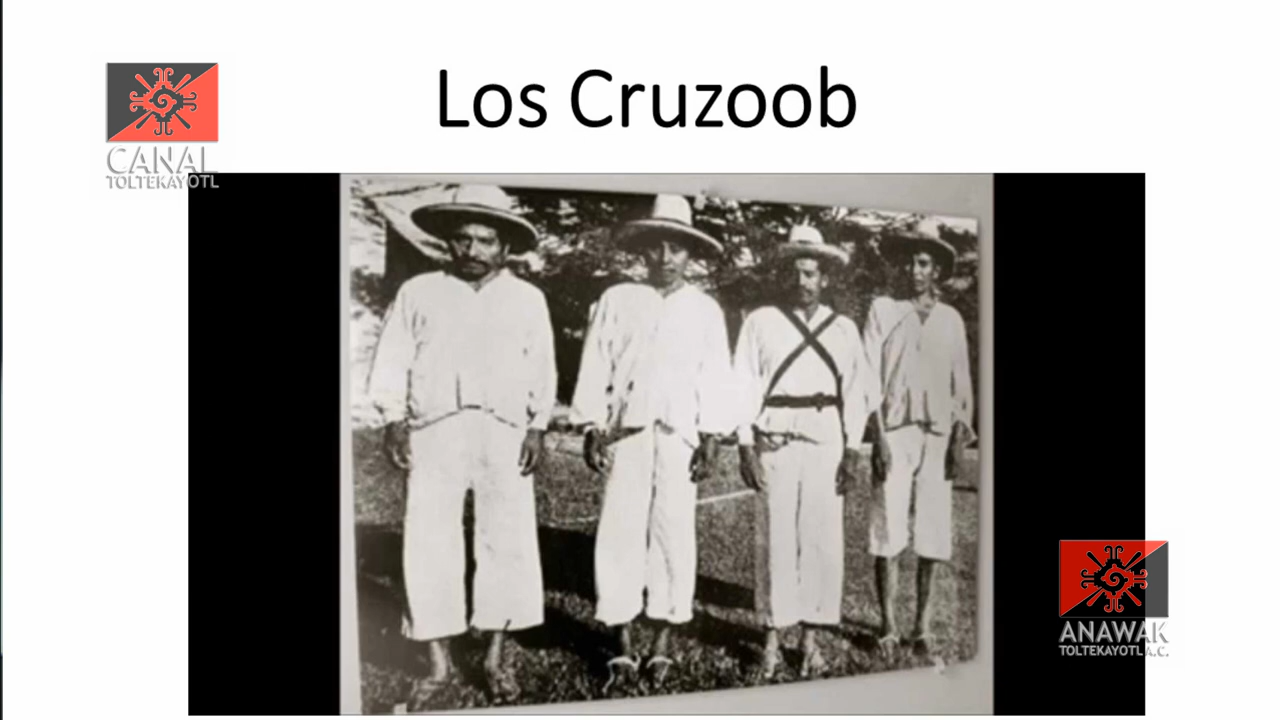 Los Cruzoob
CANAL
TOLTEKAYOTL
ANAWAK
TOLTEKAYOTL A.C.